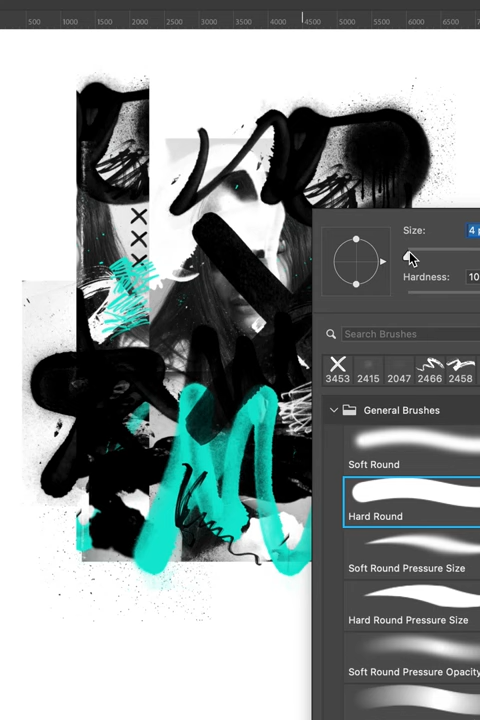 500 1000 1500 2000 2500 3000 3500 4000 4500 5000 5500 6000 6500
Size: 4 p
Hardness: 10
Search Brushes
3453 2415 2047 2466 2458
General Brushes
Soft Round
Hard Round
Soft Round Pressure Size
Hard Round Pressure Size
Soft Round Pressure Opacity